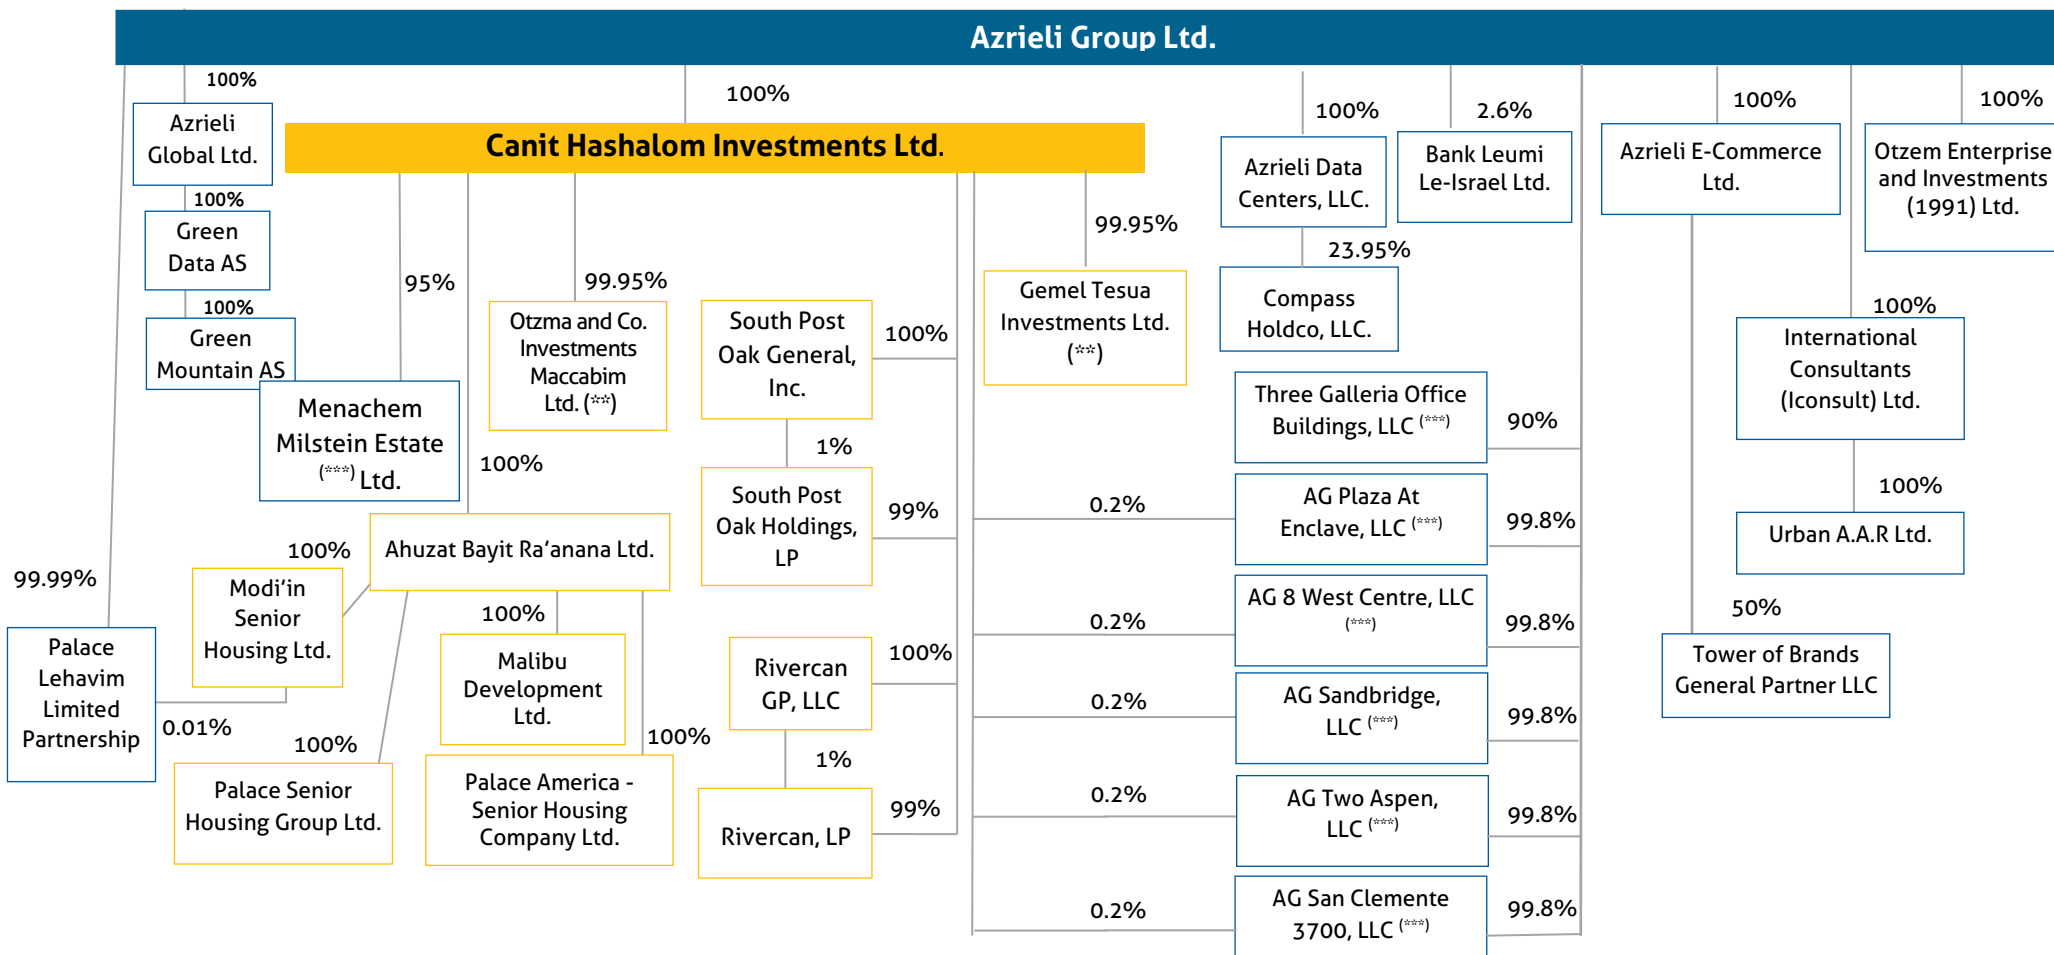 Azrieli Group Ltd.
100%
Azrieli
Global Ltd.
100%
Green
Data AS
100%
Green
Mountain AS
100%
Canit Hashalom Investments Ltd.
95%
Menachem
Milstein Estate
(***) Ltd.
100%
Ahuzat Bayit Ra’anana Ltd.
99.95%
Otzma and Co.
Investments
Maccabim
Ltd. (**)
100%
Modi’in
Senior
Housing Ltd.
99.99%
Palace
Lehavim
Limited
Partnership
0.01%
100%
Palace Senior
Housing Group Ltd.
100%
Malibu
Development
Ltd.
100%
Palace America -
Senior Housing
Company Ltd.
South Post
Oak General,
Inc.
100%
1%
South Post
Oak Holdings,
LP
99%
Rivercan
GP, LLC
100%
1%
Rivercan, LP
99%
99.95%
Gemel Tesua
Investments Ltd.
(**)
100%
Azrieli Data
Centers, LLC.
23.95%
Compass
Holdco, LLC.
2.6%
Bank Leumi
Le-Israel Ltd.
Three Galleria Office
Buildings, LLC (***)
90%
0.2%
AG Plaza At
Enclave, LLC (***)
99.8%
0.2%
AG 8 West Centre, LLC
(***)
99.8%
0.2%
AG Sandbridge,
LLC (***)
99.8%
0.2%
AG Two Aspen,
LLC (***)
99.8%
0.2%
AG San Clemente
3700, LLC (***)
99.8%
100%
Azrieli E-Commerce
Ltd.
50%
Tower of Brands
General Partner LLC
100%
International
Consultants
(Iconsult) Ltd.
100%
Urban A.A.R Ltd.
100%
Otzem Enterprise
and Investments
(1991) Ltd.